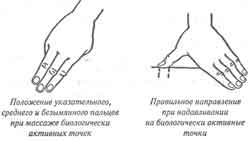 Положение указательного,
среднего и безымянного пальцев
при массаже биологически
активных точек
Правильное направление
при надавливании
на биологически активные
точки